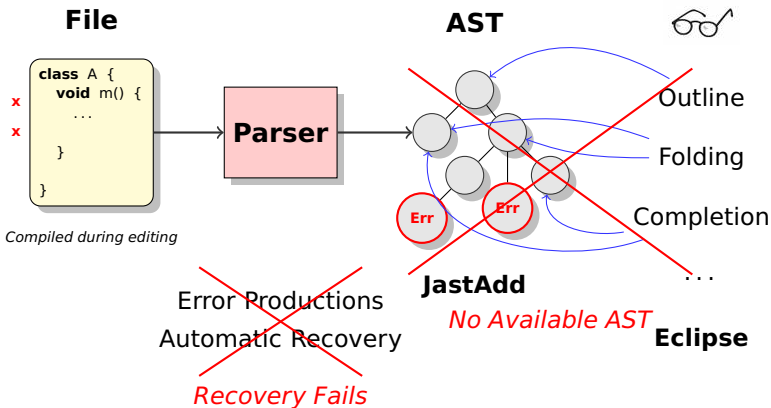 File
AST
class A {
void m() {
...
}
}
x
x
Parser
Outline
Folding
Completion
...
Err
Err
Compiled during editing
JastAdd
No Available AST
Eclipse
Error Productions
Automatic Recovery
Recovery Fails